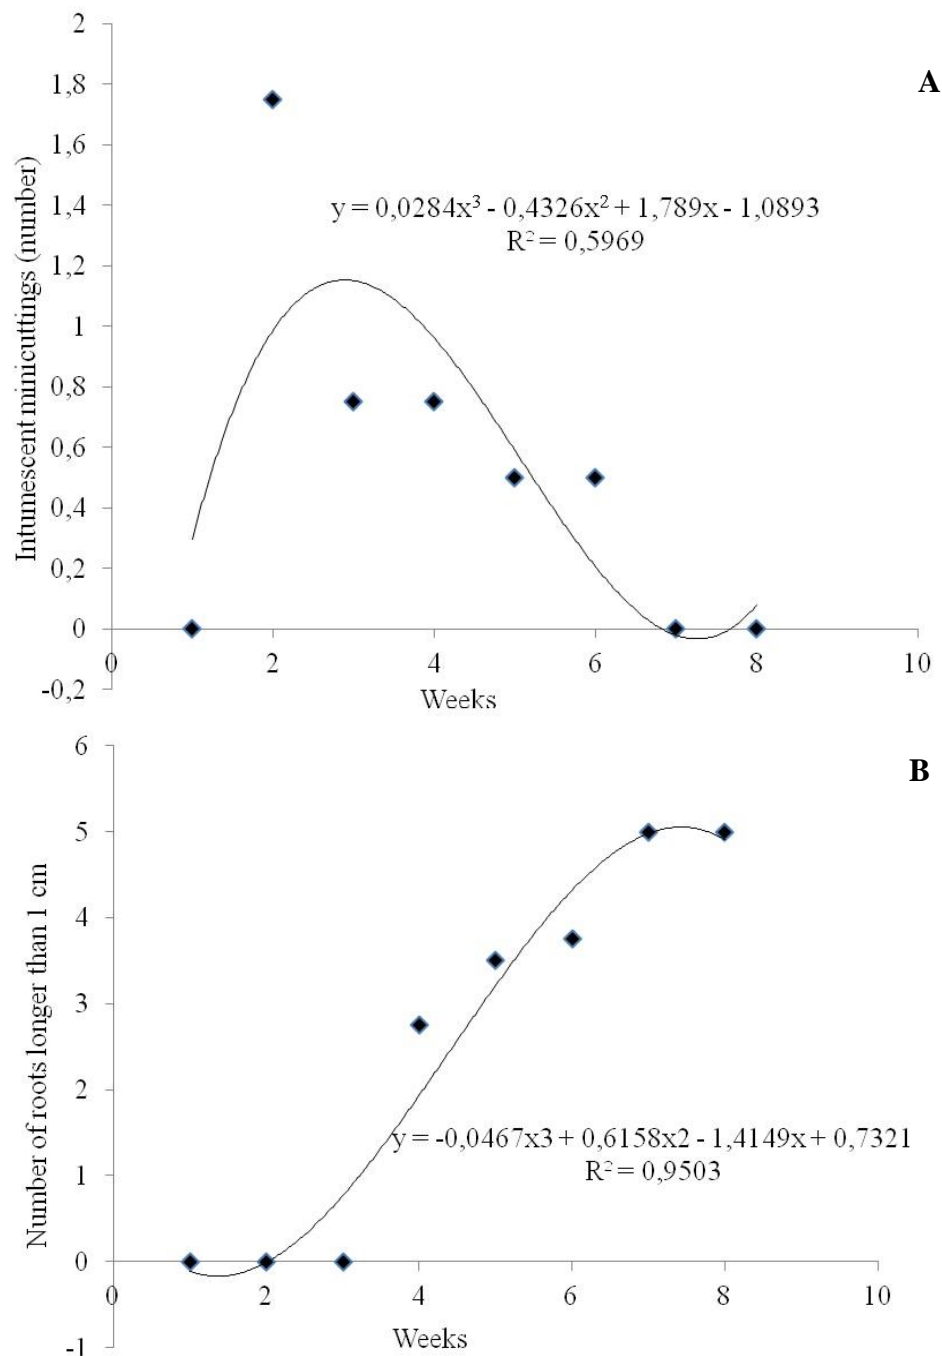 2
1,8
A
1,6
1,4
y = 0,0284x³ - 0,4326x² + 1,789x - 1,0893
R² = 0,5969
1,2
1
0,8
0,6
0,4
0,2
0
-0,2
Intumescent minicuttings (number)
0 2 4 6 8 10
Weeks
6
B
5
4
3
2
y = -0,0467x3 + 0,6158x2 - 1,4149x + 0,7321
R² = 0,9503
1
0
-1
Number of roots longer than 1 cm
0 2 4 6 8 10
Weeks